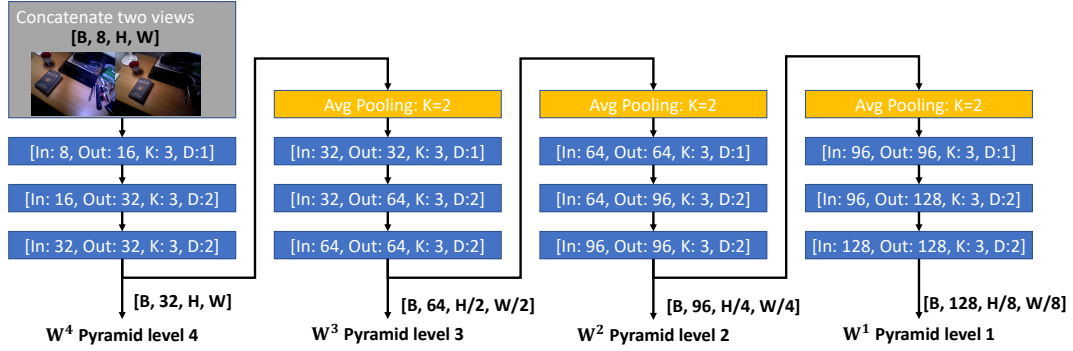 Concatenate two views
[B, 8, H, W]
[In: 8, Out: 16, K: 3, D:1]
[In: 16, Out: 32, K: 3, D:2]
[In: 32, Out: 32, K: 3, D:2]
[B, 32, H, W]
W⁴ Pyramid level 4
Avg Pooling: K=2
[In: 32, Out: 32, K: 3, D:1]
[In: 32, Out: 64, K: 3, D:2]
[In: 64, Out: 64, K: 3, D:2]
[B, 64, H/2, W/2]
W³ Pyramid level 3
Avg Pooling: K=2
[In: 64, Out: 64, K: 3, D:1]
[In: 64, Out: 96, K: 3, D:2]
[In: 96, Out: 96, K: 3, D:2]
[B, 96, H/4, W/4]
W² Pyramid level 2
Avg Pooling: K=2
[In: 96, Out: 96, K: 3, D:1]
[In: 96, Out: 128, K: 3, D:2]
[In: 128, Out: 128, K: 3, D:2]
[B, 128, H/8, W/8]
W¹ Pyramid level 1